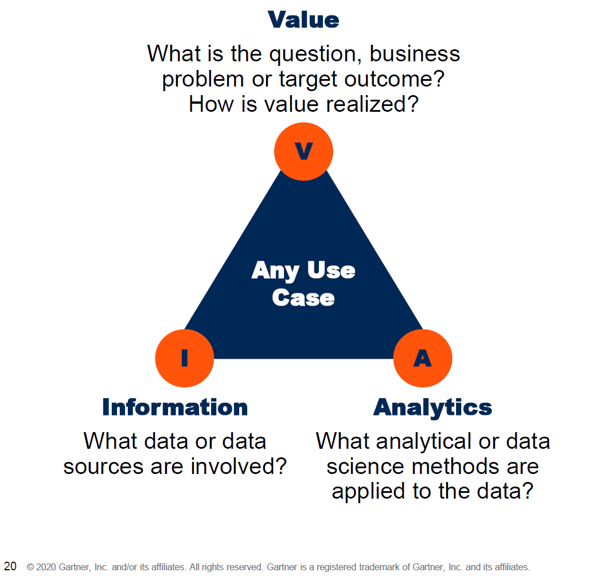 Value
What is the question, business
problem or target outcome?
How is value realized?
V
Any Use
Case
I
A
Information
Analytics
What data or data
sources are involved?
What analytical or data
science methods are
applied to the data?
20 © 2020 Gartner, Inc. and/or its affiliates. All rights reserved. Gartner is a registered trademark of Gartner, Inc. and its affiliates.